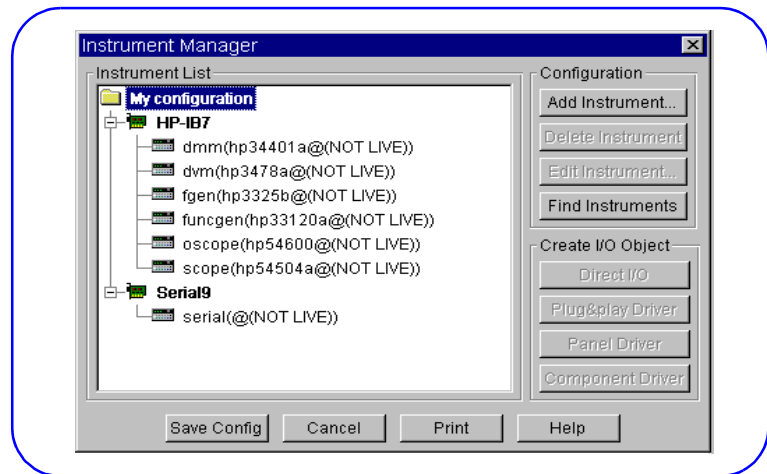 Instrument Manager
Instrument List
My configuration
HP-IB7
dmm(hp34401a@(NOT LIVE))
dvm(hp3478a@(NOT LIVE))
fgen(hp3325b@(NOT LIVE))
funcgen(hp33120a@(NOT LIVE))
oscope(hp54600@(NOT LIVE))
scope(hp54504a@(NOT LIVE))
Serial9
serial(@(NOT LIVE))
Configuration
Add Instrument...
Delete Instrument
Edit Instrument...
Find Instruments
Create I/O Object
Direct I/O
Plug&play Driver
Panel Driver
Component Driver
Save Config
Cancel
Print
Help